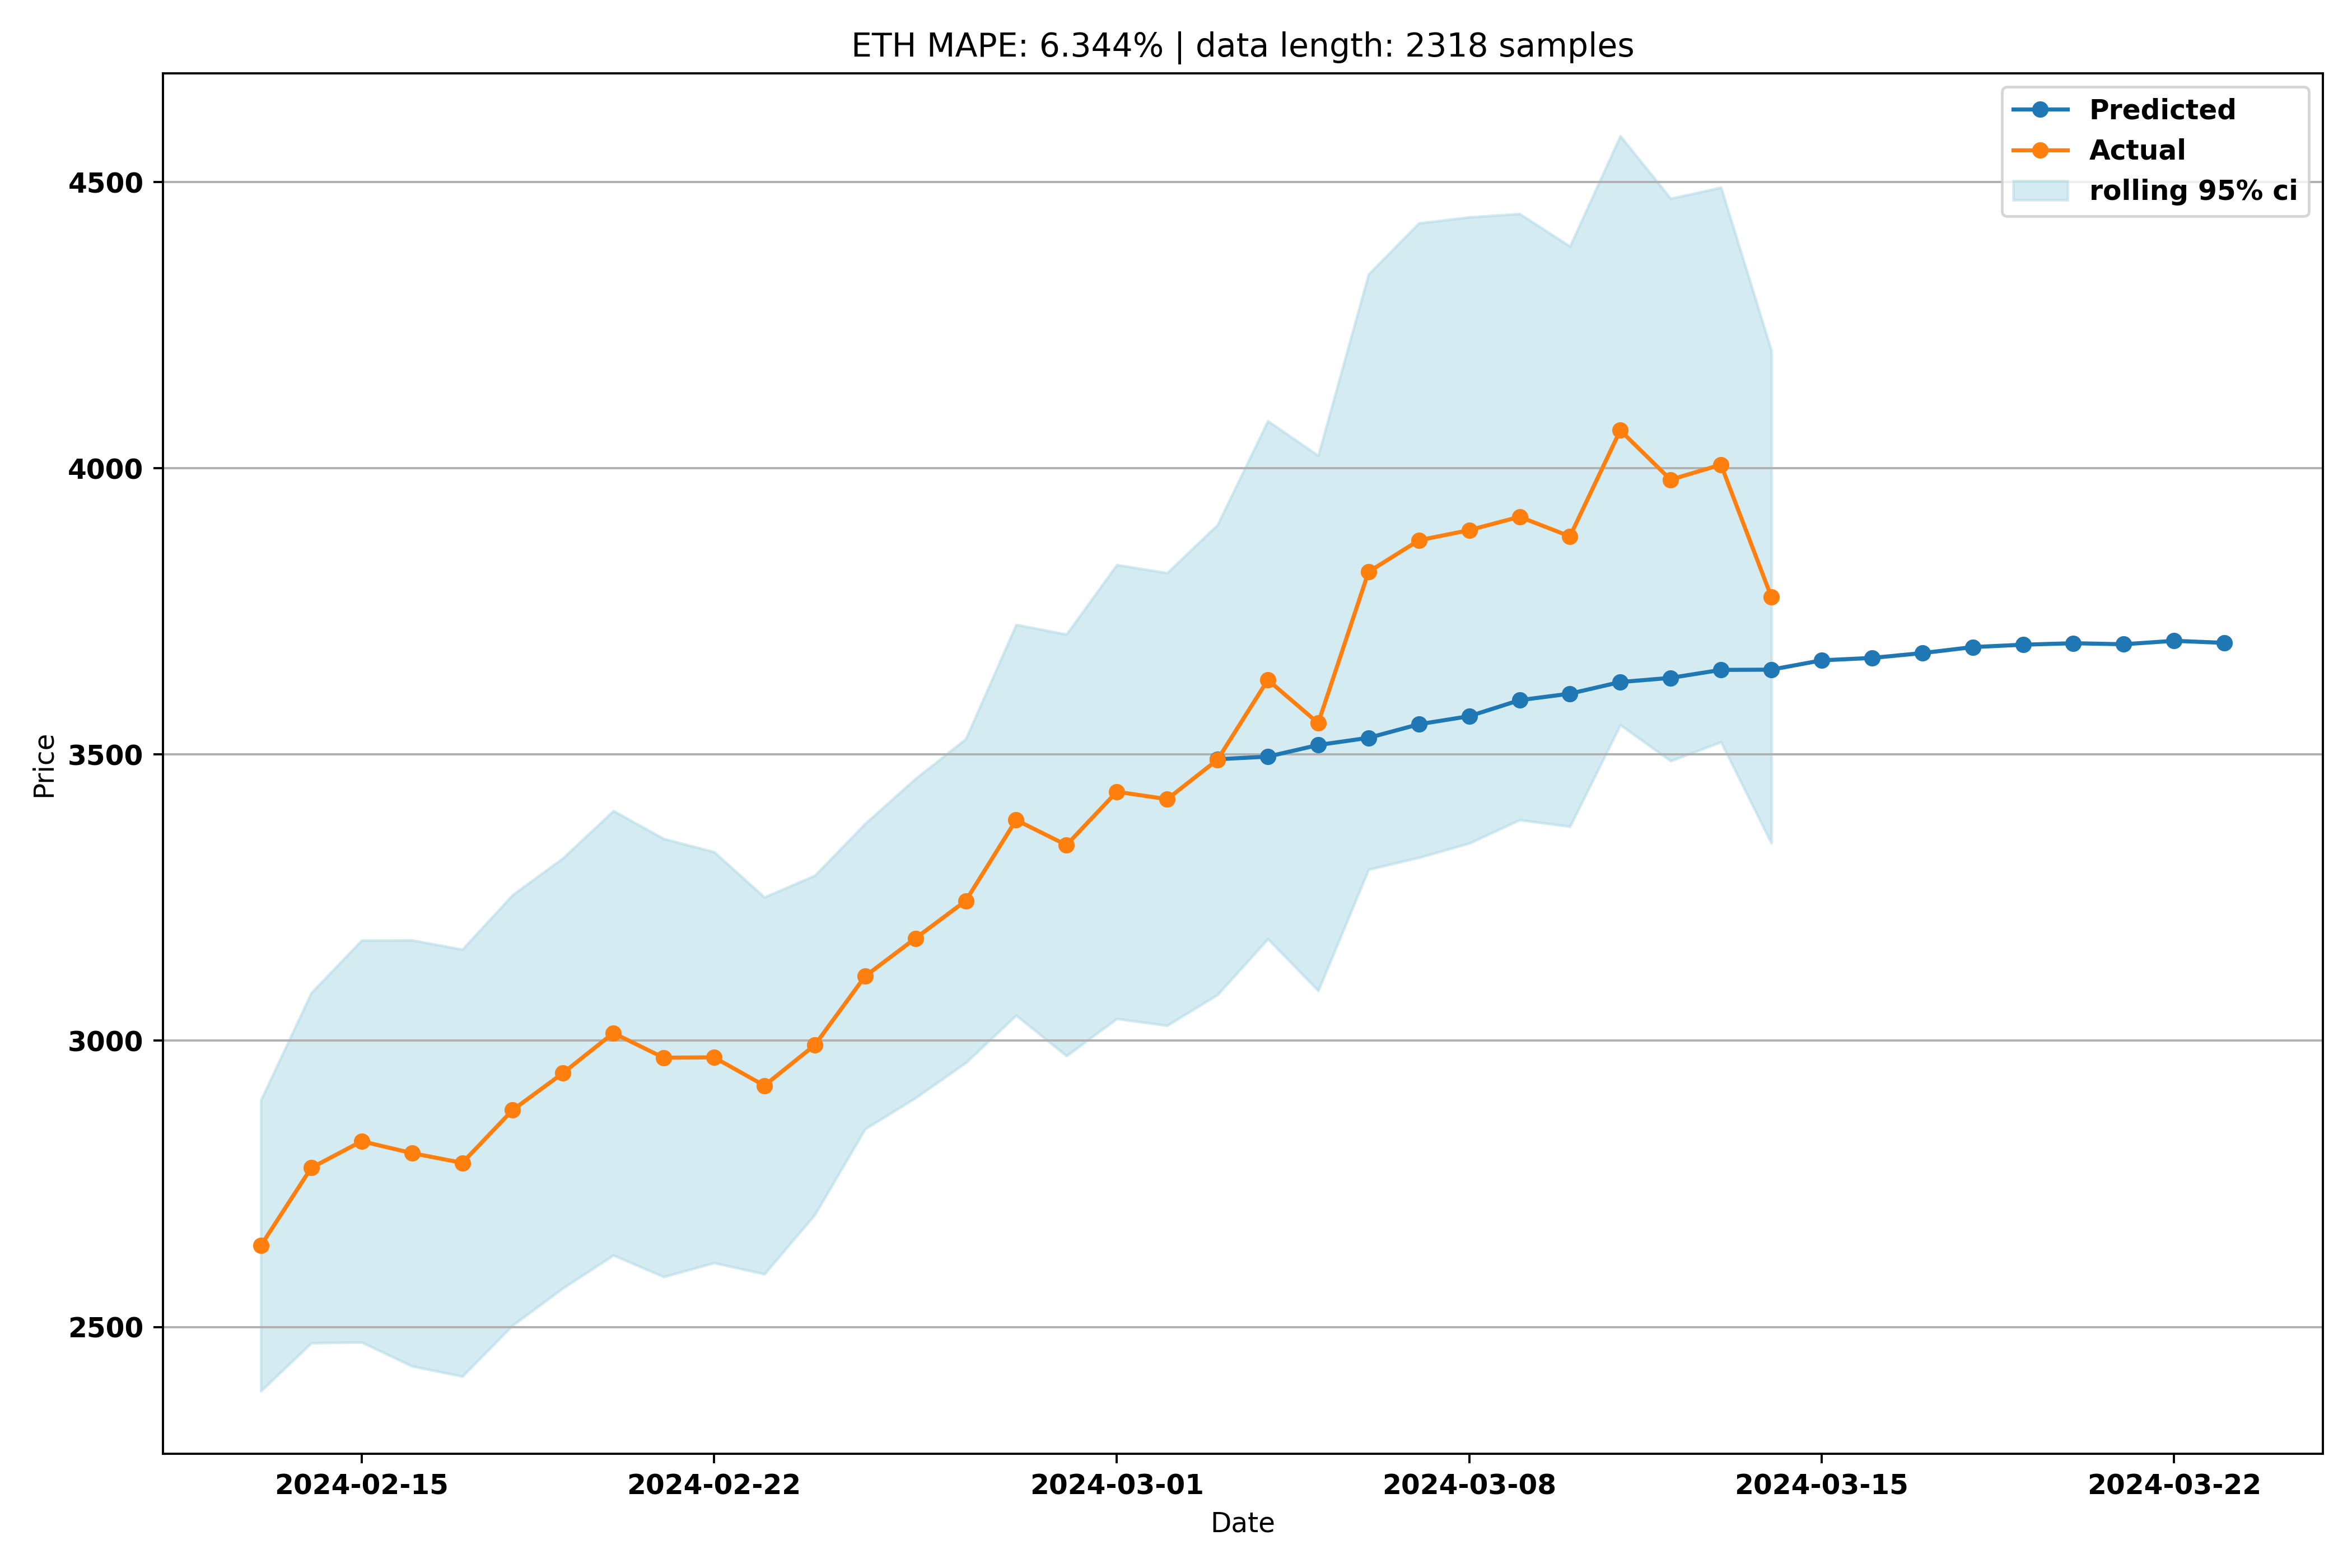 ETH MAPE: 6.344% | data length: 2318 samples
Predicted
Actual
rolling 95% ci
Price
4500
4000
3500
3000
2500
2024-02-15
2024-02-22
2024-03-01
2024-03-08
2024-03-15
2024-03-22
Date